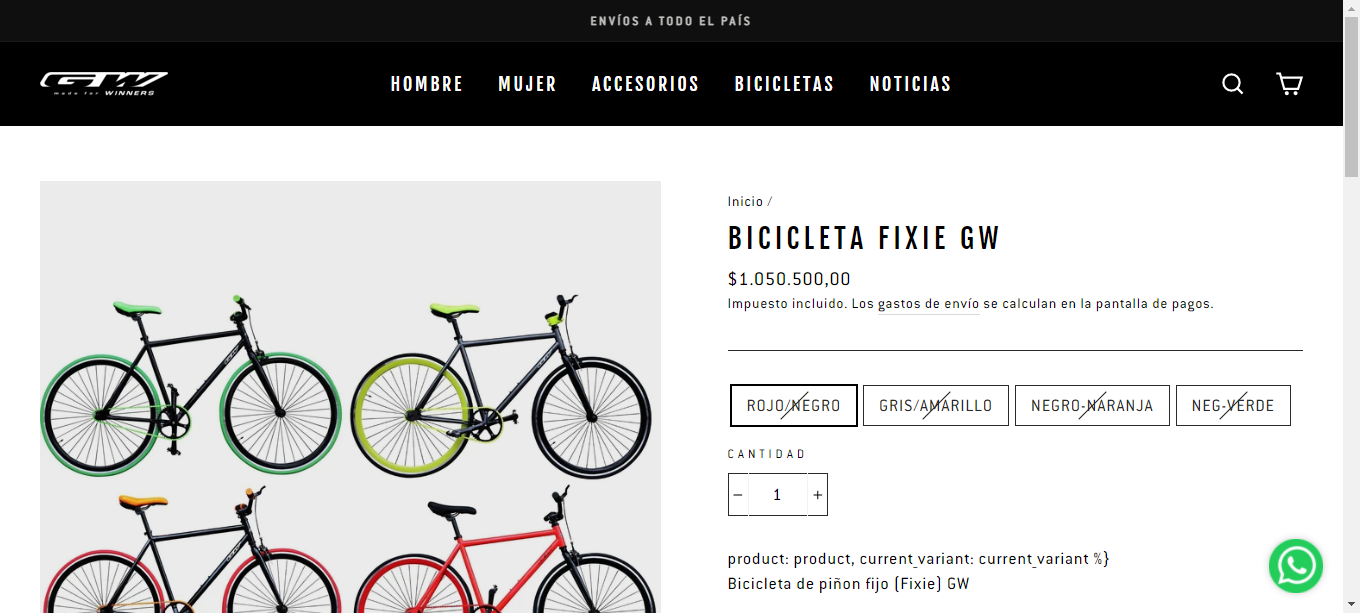 ENVÍOS A TODO EL PAÍS
GW
made for WINNERS
HOMBRE MUJER ACCESORIOS BICICLETAS NOTICIAS
Inicio /
BICICLETA FIXIE GW
$1.050.500,00
Impuesto incluido. Los gastos de envío se calculan en la pantalla de pagos.
ROJO/NEGRO GRIS/AMARILLO NEGRO-NARANJA NEG-VERDE
CANTIDAD
− 1 +
product: product, current_variant: current_variant %}
Bicicleta de piñon fijo (Fixie) GW